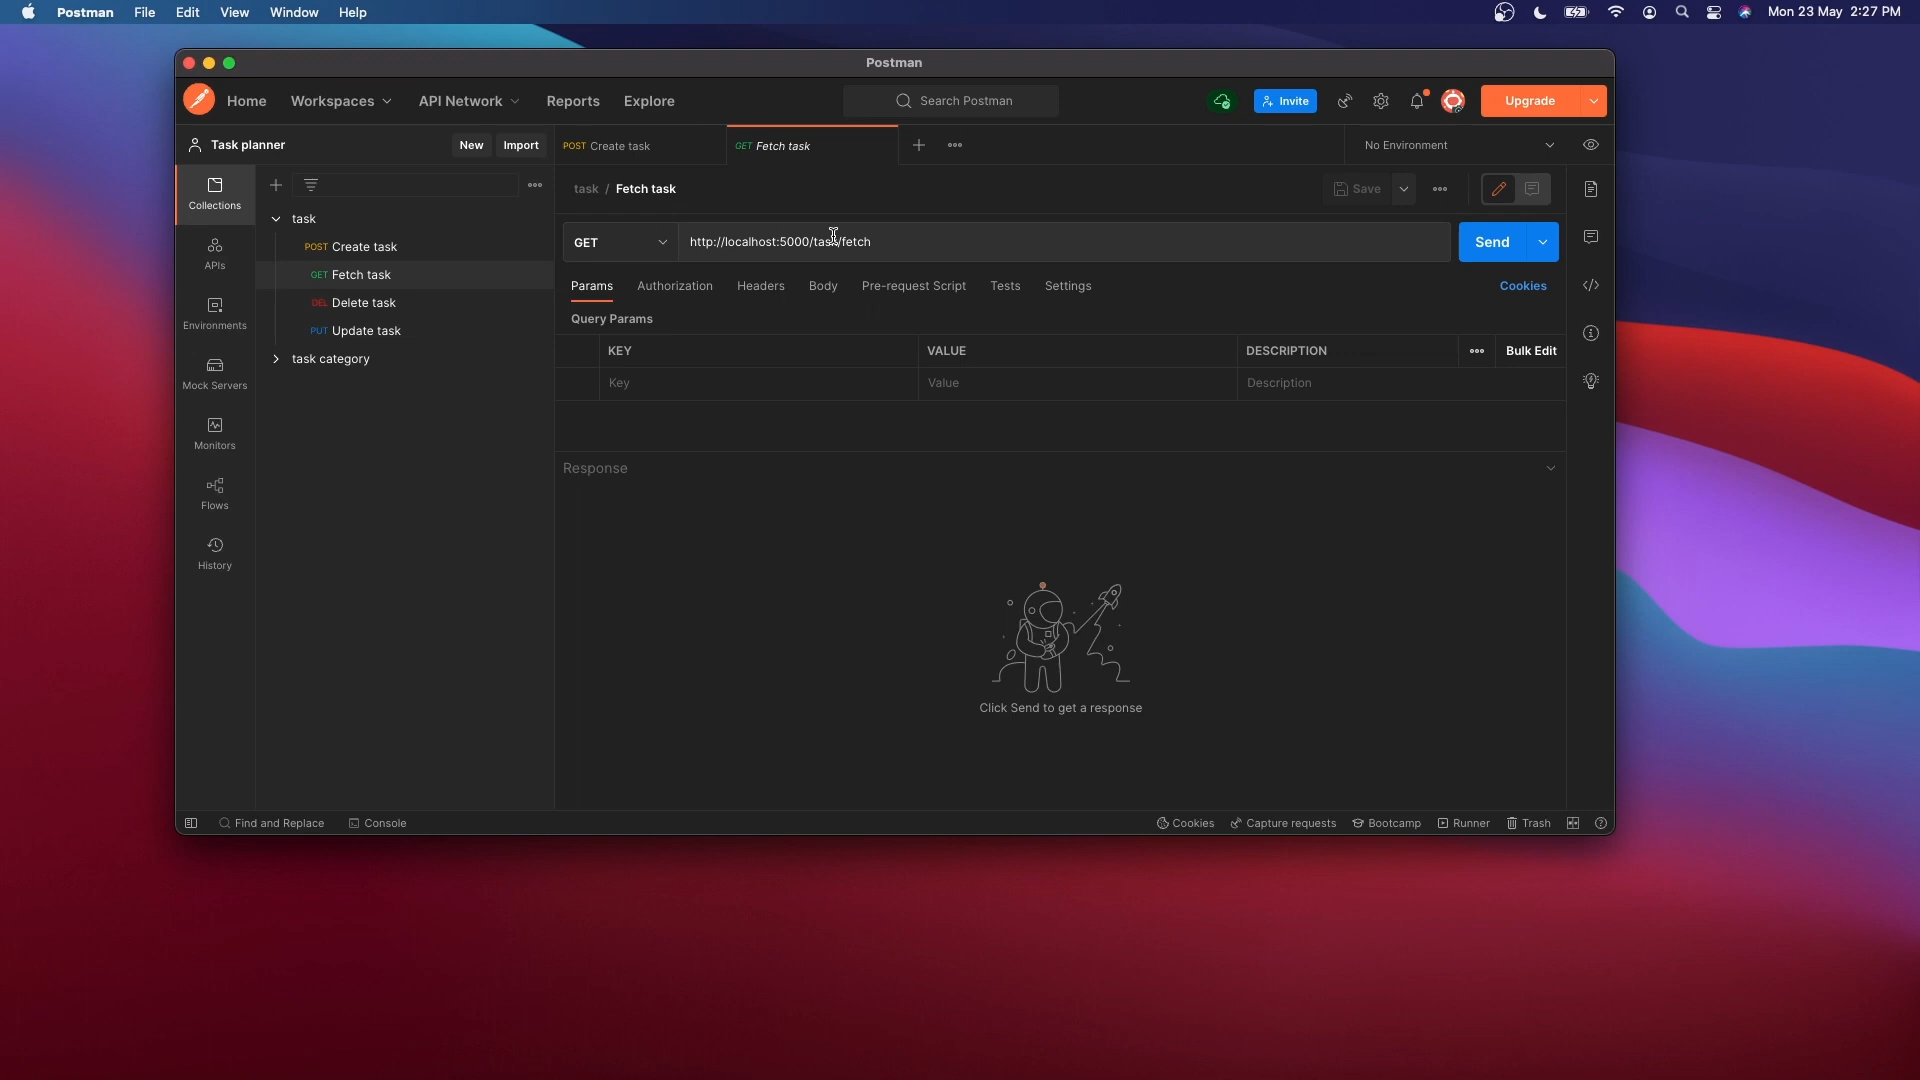 Postman File Edit View Window Help
Mon 23 May 2:27 PM
Postman
Home Workspaces API Network Reports Explore
Search Postman
Invite
Upgrade
Task planner
New Import
POST Create task
GET Fetch task
No Environment
Collections
APIs
Environments
Mock Servers
Monitors
Flows
History
task
POST Create task
GET Fetch task
DEL Delete task
PUT Update task
task category
task / Fetch task
Save
GET
http://localhost:5000/task/fetch
Send
Params Authorization Headers Body Pre-request Script Tests Settings
Cookies
Query Params
KEY VALUE DESCRIPTION Bulk Edit
Key Value Description
Response
Click Send to get a response
Find and Replace Console
Cookies Capture requests Bootcamp Runner Trash